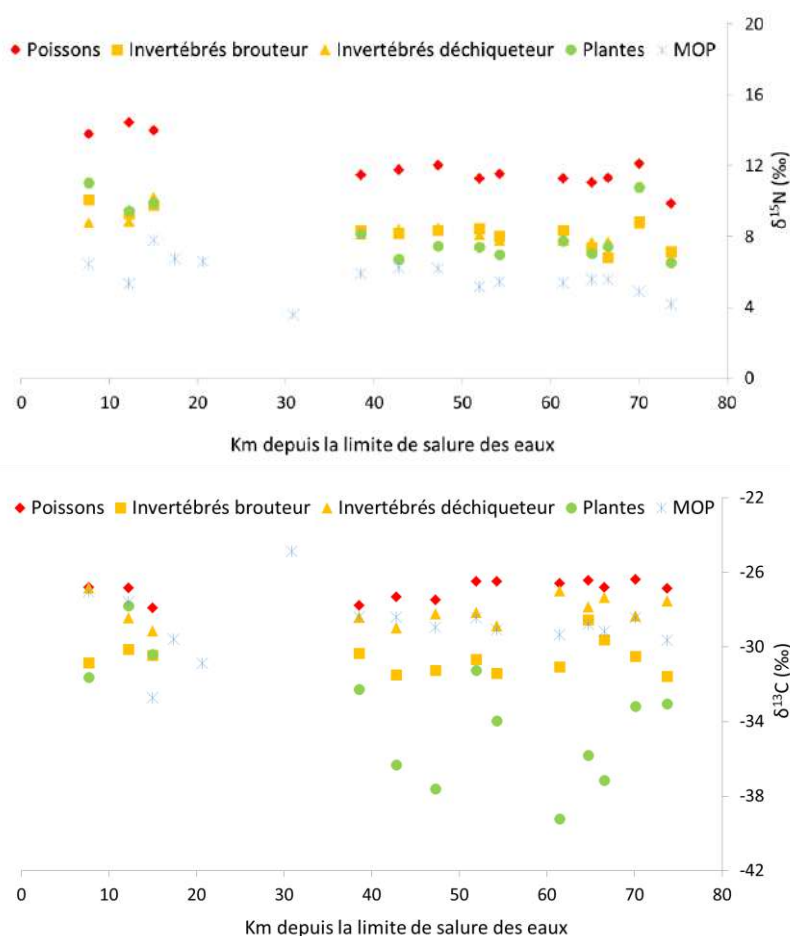 20
Poissons Invertébrés brouteur Invertébrés déchiqueteur Plantes MOP
16
12
8
4
0
δ15N (‰)
0 10 20 30 40 50 60 70 80
Km depuis la limite de salure des eaux
-22
Poissons Invertébrés brouteur Invertébrés déchiqueteur Plantes MOP
-26
-30
-34
-38
-42
δ13C (‰)
0 10 20 30 40 50 60 70 80
Km depuis la limite de salure des eaux